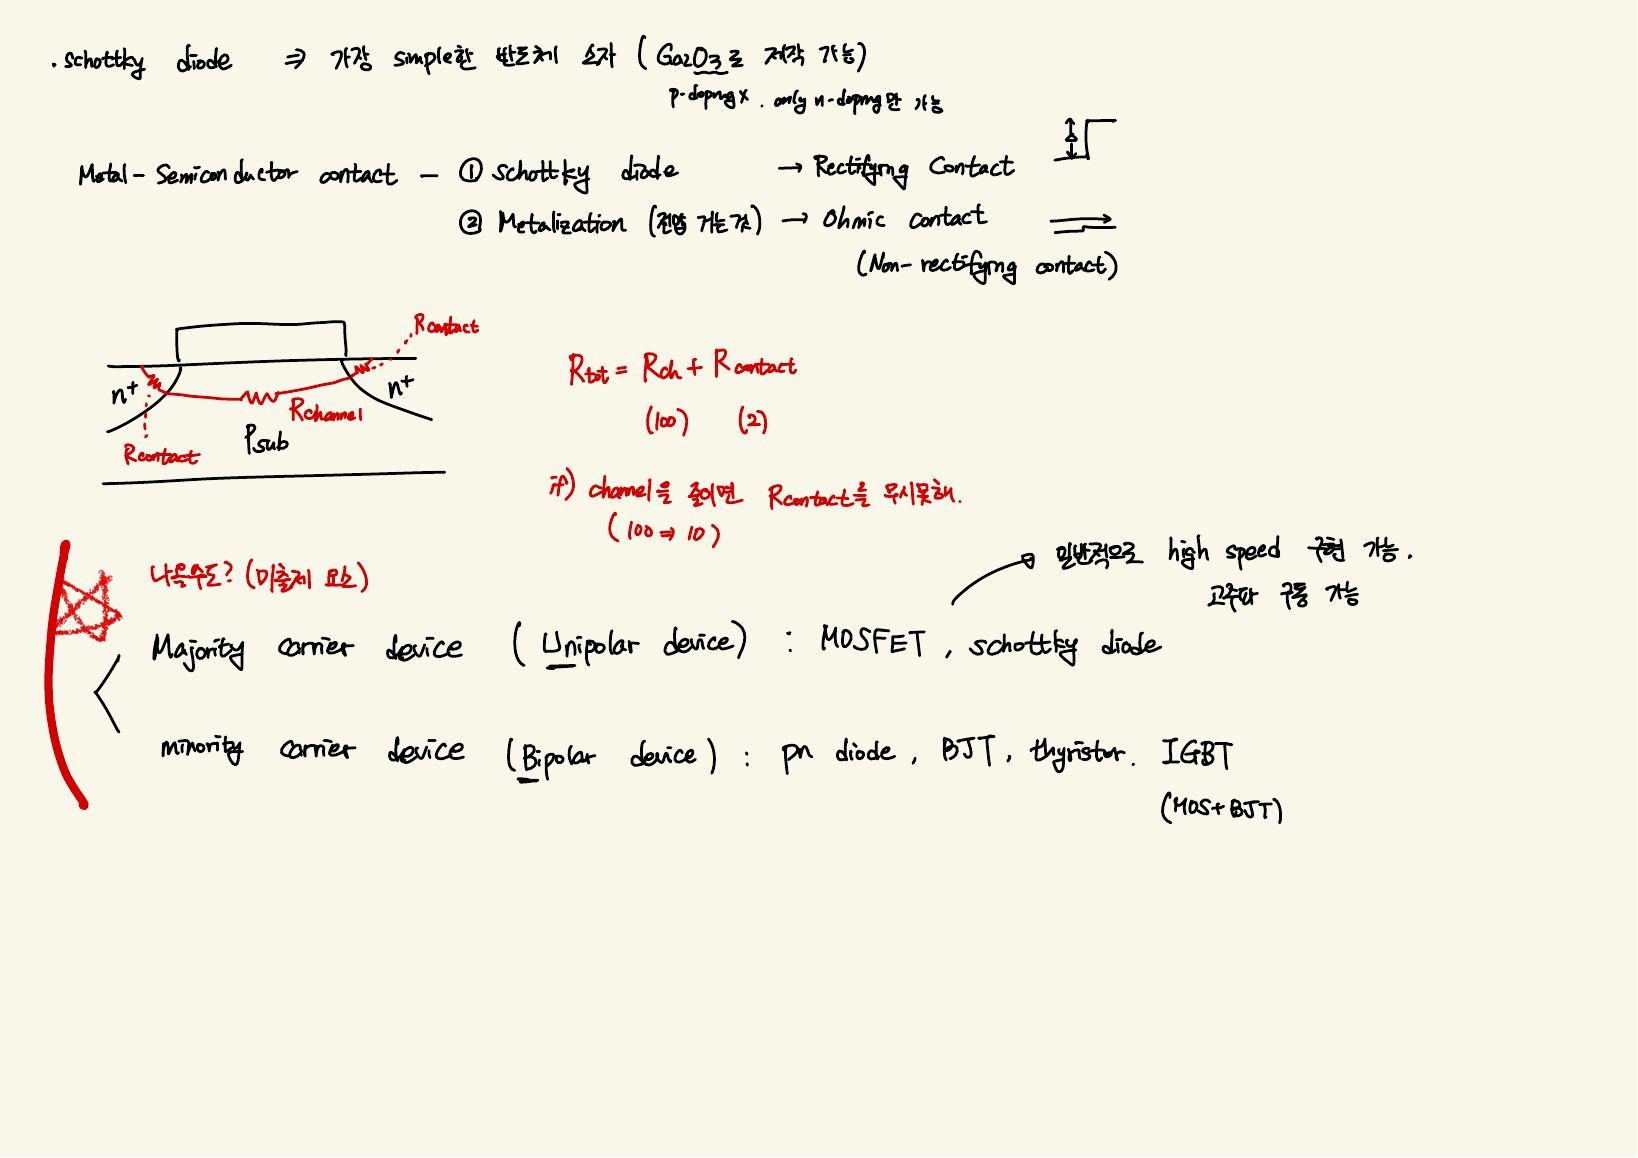 . schottky diode ⇒ 가장 simple한 반도체 소자 ( Ga2O3로 제작 가능)
p-doping x . only n-doping만 가능
Metal - Semiconductor contact - ① schottky diode → Rectifying Contact
② Metalization (전압 거는 것) → Ohmic contact
(Non-rectifying contact)
Rcontact
n+
n+
Rchannel
Rcontact
Psub
Rtot = Rch + Rcontact
(100) (2)
if) channel을 줄이면 Rcontact을 무시못해.
(100 ⇒ 10)
일반적으로 high speed 구현 가능.
고주파 구동 가능
나올수도? (미출제 요소)
Majority carrier device ( Unipolar device) : MOSFET , schottky diode
minority carrier device (Bipolar device) : pn diode , BJT , thyristor. IGBT
(MOS+BJT)